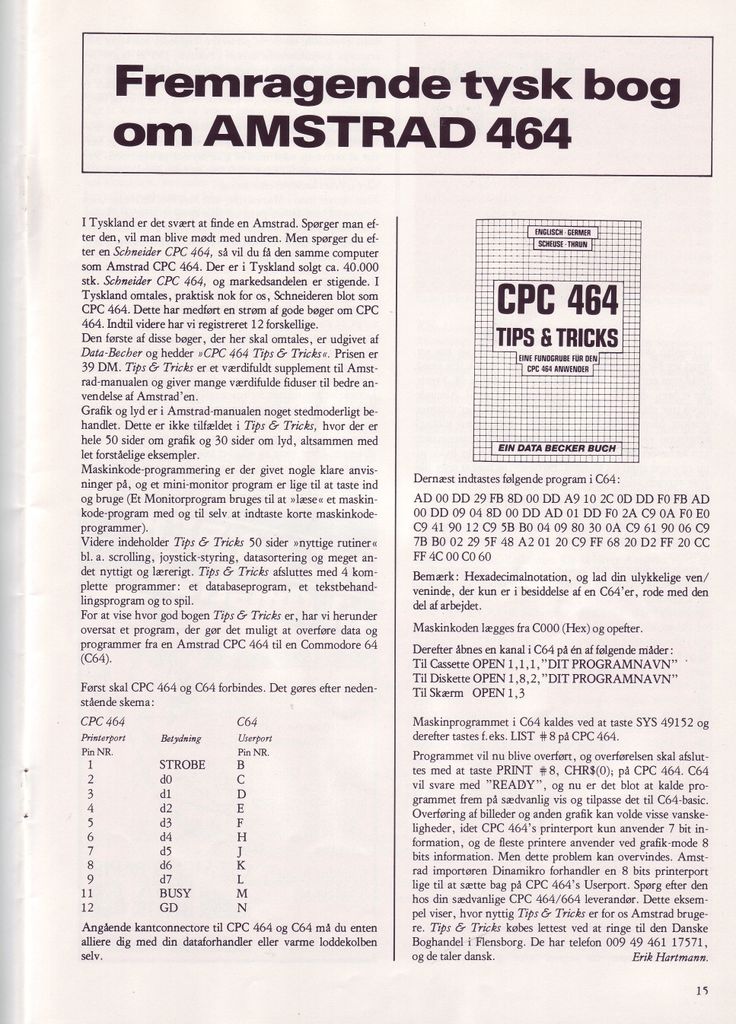 Fremragende tysk bog
om AMSTRAD 464
I Tyskland er det svært at finde en Amstrad. Spørger man ef-
ter den, vil man blive mødt med undren. Men spørger du ef-
ter en Schneider CPC 464, så vil du få den samme computer
som Amstrad CPC 464. Der er i Tyskland solgt ca. 40.000
stk. Schneider CPC 464, og markedsandelen er stigende. I
Tyskland omtales, praktisk nok for os, Schneideren blot som
CPC 464. Dette har medført en strøm af gode bøger om CPC
464. Indtil videre har vi registreret 12 forskellige.
Den første af disse bøger, der her skal omtales, er udgivet af
Data-Becher og hedder »CPC 464 Tips & Tricks«. Prisen er
39 DM. Tips & Tricks er et værdifuldt supplement til Amst-
rad-manualen og giver mange værdifulde fiduser til bedre an-
vendelse af Amstrad'en.
Grafik og lyd er i Amstrad-manualen noget stedmoderligt be-
handlet. Dette er ikke tilfældet i Tips & Tricks, hvor der er
hele 50 sider om grafik og 30 sider om lyd, altsammen med
let forståelige eksempler.
Maskinkode-programmering er der givet nogle klare anvis-
ninger på, og et mini-monitor program er lige til at taste ind
og bruge (Et Monitorprogram bruges til at »læse« et maskin-
kode-program med og til selv at indtaste korte maskinkode-
programmer).
Videre indeholder Tips & Tricks 50 sider »nyttige rutiner«
bl. a. scrolling, joystick-styring, datasortering og meget an-
det nyttigt og lærerigt. Tips & Tricks afsluttes med 4 kom-
plette programmer: et databaseprogram, et tekstbehand-
lingsprogram og to spil.
For at vise hvor god bogen Tips & Tricks er, har vi herunder
oversat et program, der gør det muligt at overføre data og
programmer fra en Amstrad CPC 464 til en Commodore 64
(C64).
Først skal CPC 464 og C64 forbindes. Det gøres efter neden-
stående skema:
CPC 464 C64
Printerport Betydning Userport
Pin NR. Pin NR.
1 STROBE B
2 d0 C
3 d1 D
4 d2 E
5 d3 F
6 d4 H
7 d5 J
8 d6 K
9 d7 L
11 BUSY M
12 GD N
Angående kantconnectore til CPC 464 og C64 må du enten
alliere dig med din dataforhandler eller varme loddekolben
selv.
ENGLISCH GERMER
SCHEUSE THRUN
CPC 464
TIPS & TRICKS
EINE FUNDGRUBE FÜR DEN
CPC 464 ANWENDER
EIN DATA BECKER BUCH
Dernæst indtastes følgende program i C64:
AD 00 DD 29 FB 8D 00 DD A9 10 2C 0D DD F0 FB AD
00 DD 09 04 8D 00 DD AD 01 DD F0 2A C9 0A F0 E0
C9 41 90 12 C9 5B B0 04 09 80 30 0A C9 61 90 06 C9
7B B0 02 29 5F 48 A2 01 20 C9 FF 68 20 D2 FF 20 CC
FF 4C 00 C0 60
Bemærk: Hexadecimalnotation, og lad din ulykkelige ven/
veninde, der kun er i besiddelse af en C64'er, rode med den
del af arbejdet.
Maskinkoden lægges fra C000 (Hex) og opefter.
Derefter åbnes en kanal i C64 på én af følgende måder:
Til Cassette OPEN 1,1,1,"DIT PROGRAMNAVN"
Til Diskette OPEN 1,8,2,"DIT PROGRAMNAVN"
Til Skærm OPEN 1,3
Maskinprogrammet i C64 kaldes ved at taste SYS 49152 og
derefter tastes f.eks. LIST #8 på CPC 464.
Programmet vil nu blive overført, og overførelsen skal afslut-
tes med at taste PRINT #8, CHR$(0); på CPC 464. C64
vil svare med "READY", og nu er det blot at kalde pro-
grammet frem på sædvanlig vis og tilpasse det til C64-basic.
Overføring af billeder og anden grafik kan volde visse vanske-
ligheder, idet CPC 464's printerport kun anvender 7 bit in-
formation, og de fleste printere anvender ved grafik-mode 8
bits information. Men dette problem kan overvindes. Amst-
rad importøren Dinamikro forhandler en 8 bits printerport
lige til at sætte bag på CPC 464's Userport. Spørg efter den
hos din sædvanlige CPC 464/664 leverandør. Dette eksem-
pel viser, hvor nyttig Tips & Tricks er for os Amstrad bruge-
re. Tips & Tricks købes lettest ved at ringe til den Danske
Boghandel i Flensborg. De har telefon 009 49 461 17571,
og de taler dansk. Erik Hartmann.
15